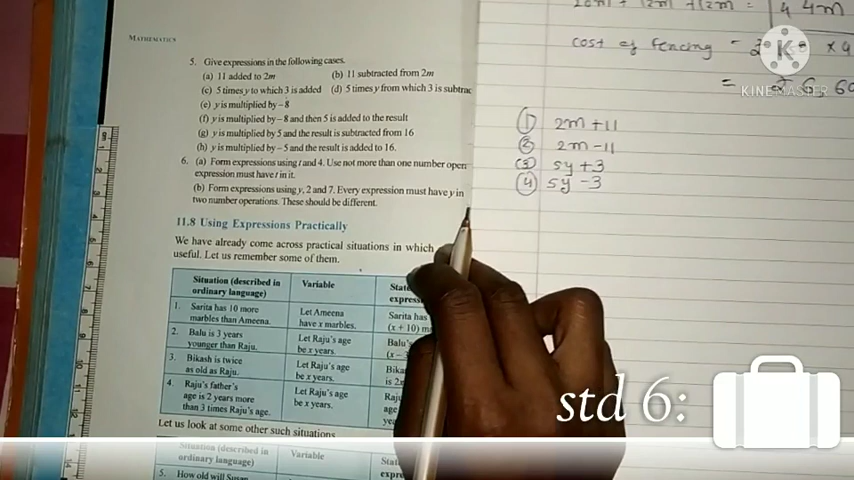 MATHEMATICS
5. Give expressions in the following cases.
(a) 11 added to 2m (b) 11 subtracted from 2m
(c) 5 times y to which 3 is added (d) 5 times y from which 3 is subtrac
(e) y is multiplied by – 8
(f) y is multiplied by – 8 and then 5 is added to the result
(g) y is multiplied by 5 and the result is subtracted from 16
(h) y is multiplied by – 5 and the result is added to 16.
6. (a) Form expressions using t and 4. Use not more than one number oper
expression must have t in it.
(b) Form expressions using y, 2 and 7. Every expression must have y in
two number operations. These should be different.
11.8 Using Expressions Practically
We have already come across practical situations in which
useful. Let us remember some of them.
Situation (described in ordinary language) Variable
1. Sarita has 10 more marbles than Ameena. Let Ameena have x marbles. Sarita has (x + 10)
2. Balu is 3 years younger than Raju. Let Raju's age be x years. Balu's (x –
3. Bikash is twice as old as Raju. Let Raju's age be x years. is 2x
4. Raju's father's age is 2 years more than 3 times Raju's age. Let Raju's age be x years.
Let us look at some other such situations.
Situation (described in ordinary language) Variable
5. How old will Susan
cost of fencing =
KINEMASTER
① 2m + 11
② 2m - 11
③ 5y + 3
④ 5y - 3
std 6: